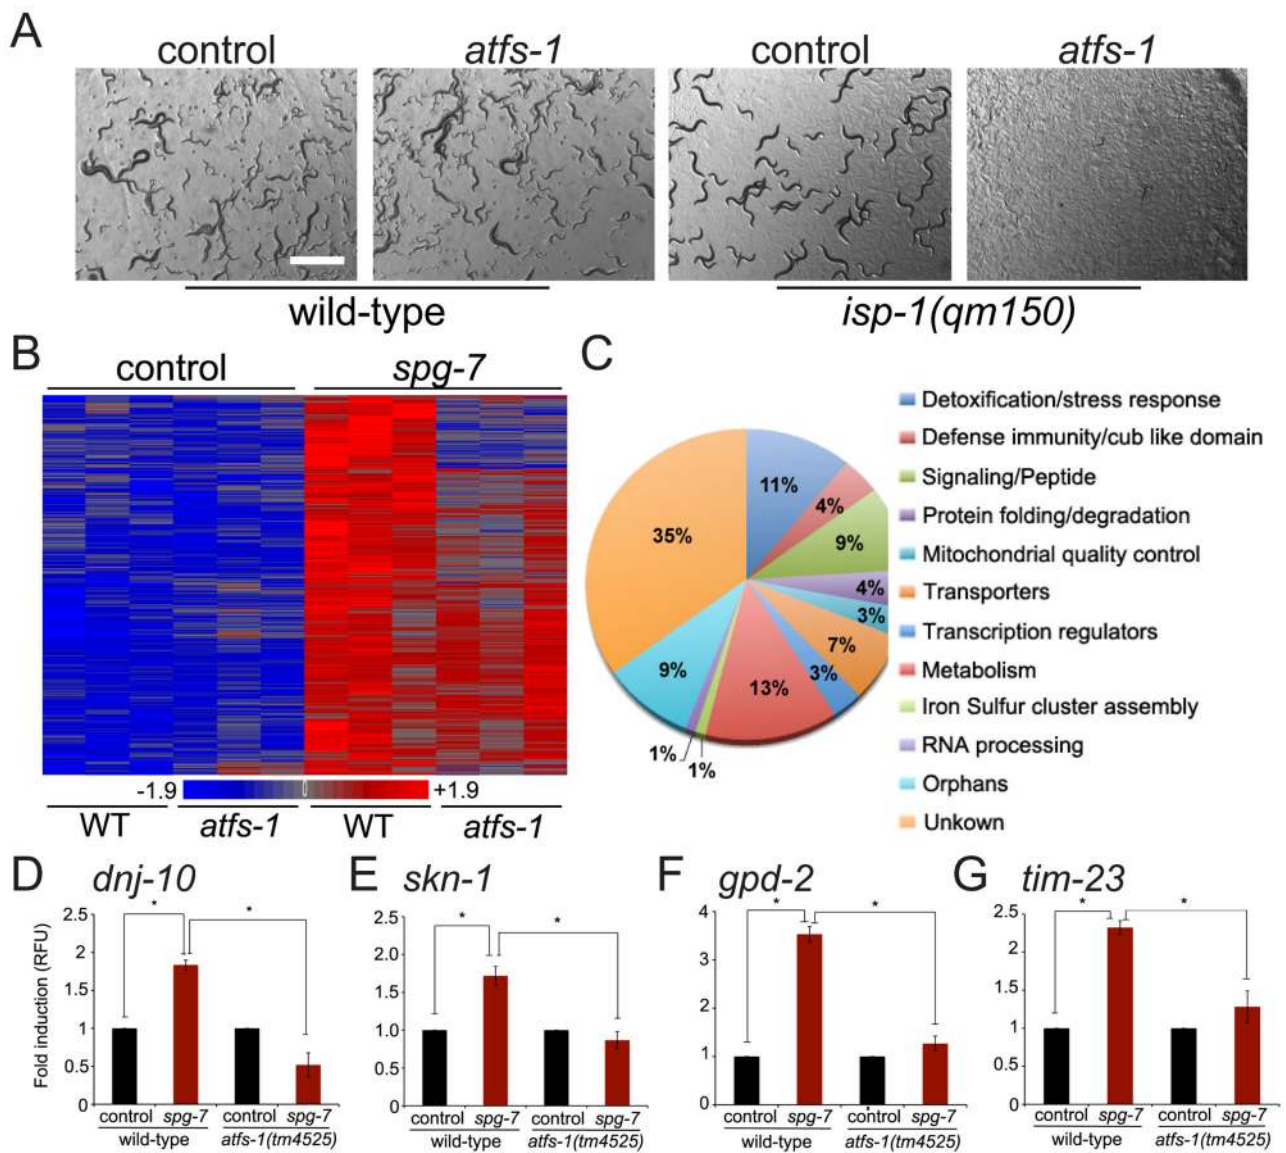 A
control
atfs-1
control
atfs-1
wild-type
isp-1(qm150)
B
control
spg-7
-1.9
0
+1.9
WT
atfs-1
WT
atfs-1
C
11%
4%
9%
4%
3%
7%
3%
13%
1%
1%
9%
35%
Detoxification/stress response
Defense immunity/cub like domain
Signaling/Peptide
Protein folding/degradation
Mitochondrial quality control
Transporters
Transcription regulators
Metabolism
Iron Sulfur cluster assembly
RNA processing
Orphans
Unkown
D
dnj-10
Fold induction (RFU)
2.5
2
1.5
1
0.5
0
*
*
control spg-7 control spg-7
wild-type atfs-1(tm4525)
E
skn-1
2.5
2.0
1.5
1.0
0.5
0
*
*
control spg-7 control spg-7
wild-type atfs-1(tm4525)
F
gpd-2
4
3
2
1
0
*
*
control spg-7 control spg-7
wild-type atfs-1(tm4525)
G
tim-23
2.5
2
1.5
1
0.5
0
*
*
control spg-7 control spg-7
wild-type atfs-1(tm4525)